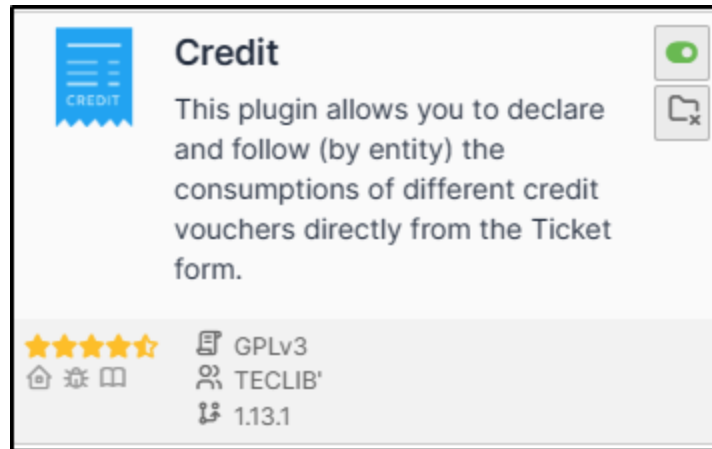 CREDIT
Credit
This plugin allows you to declare
and follow (by entity) the
consumptions of different credit
vouchers directly from the Ticket
form.
GPLv3
TECLIB'
1.13.1